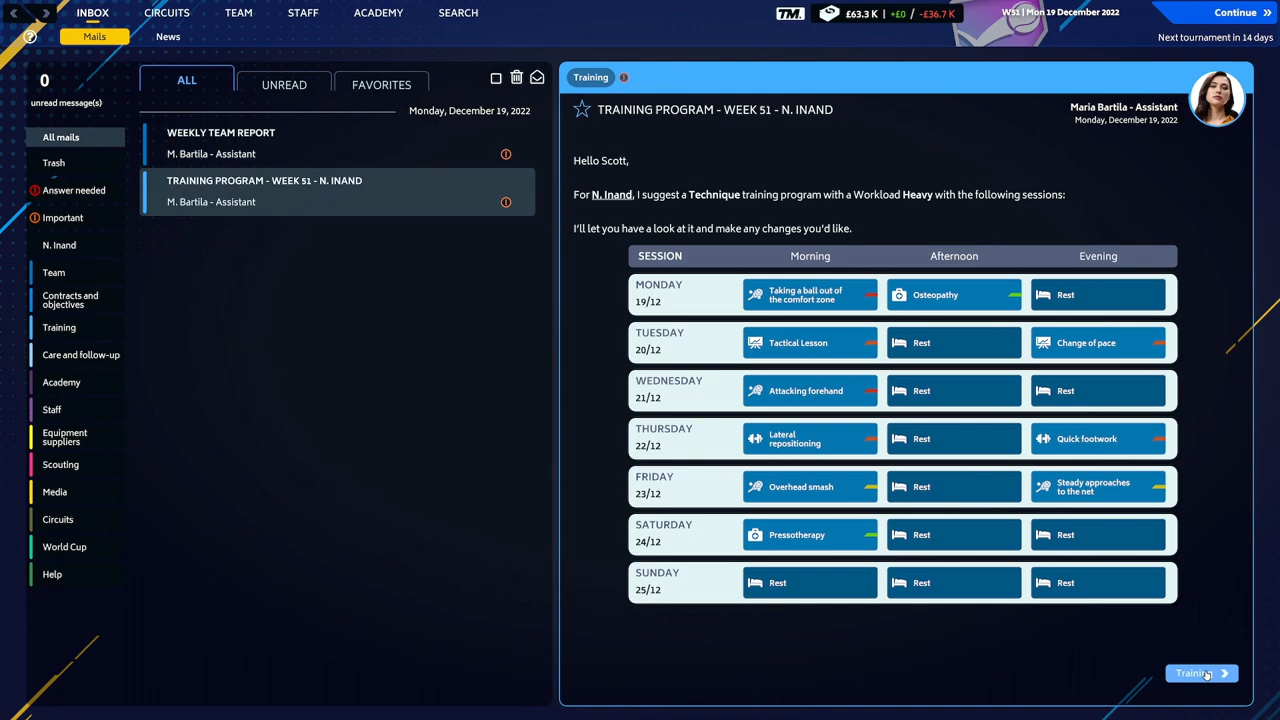 INBOX CIRCUITS TEAM STAFF ACADEMY SEARCH TM. £63.3 K | +£0 / -£36.7 K W51 | Mon 19 December 2022 Continue
? Mails News Next tournament in 14 days
0
unread message(s)
All mails
Trash
Answer needed
Important
N. Inand
Team
Contracts and
objectives
Training
Care and follow-up
Academy
Staff
Equipment
suppliers
Scouting
Media
Circuits
World Cup
Help
ALL UNREAD FAVORITES
Monday, December 19, 2022
WEEKLY TEAM REPORT
M. Bartila - Assistant
TRAINING PROGRAM - WEEK 51 - N. INAND
M. Bartila - Assistant
Training
TRAINING PROGRAM - WEEK 51 - N. INAND
Maria Bartila - Assistant
Monday, December 19, 2022
Hello Scott,
For N. Inand, I suggest a Technique training program with a Workload Heavy with the following sessions:
I'll let you have a look at it and make any changes you'd like.
SESSION Morning Afternoon Evening
MONDAY
19/12
Taking a ball out of
the comfort zone
Osteopathy
Rest
TUESDAY
20/12
Tactical Lesson
Rest
Change of pace
WEDNESDAY
21/12
Attacking forehand
Rest
Rest
THURSDAY
22/12
Lateral
repositioning
Rest
Quick footwork
FRIDAY
23/12
Overhead smash
Rest
Steady approaches
to the net
SATURDAY
24/12
Pressotherapy
Rest
Rest
SUNDAY
25/12
Rest
Rest
Rest
Training